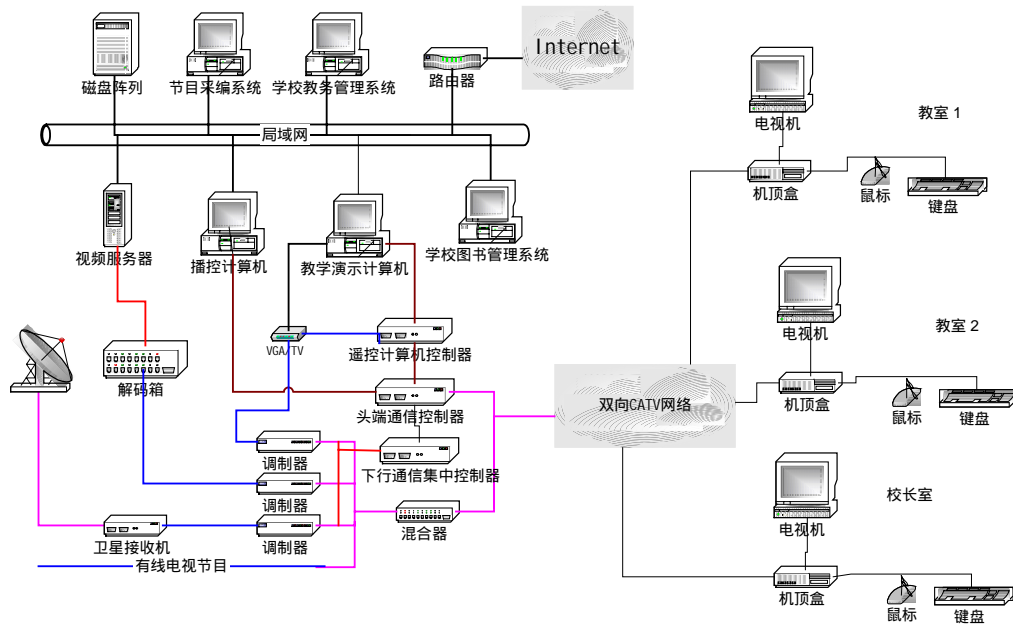 Internet
磁盘阵列
节目采编系统
学校教务管理系统
路由器
局域网
视频服务器
播控计算机
教学演示计算机
学校图书管理系统
VGA/TV
遥控计算机控制器
解码箱
头端通信控制器
调制器
下行通信集中控制器
调制器
混合器
卫星接收机
调制器
有线电视节目
双向CATV网络
电视机
教室 1
机顶盒
鼠标
键盘
电视机
教室 2
机顶盒
鼠标
键盘
校长室
电视机
机顶盒
鼠标
键盘